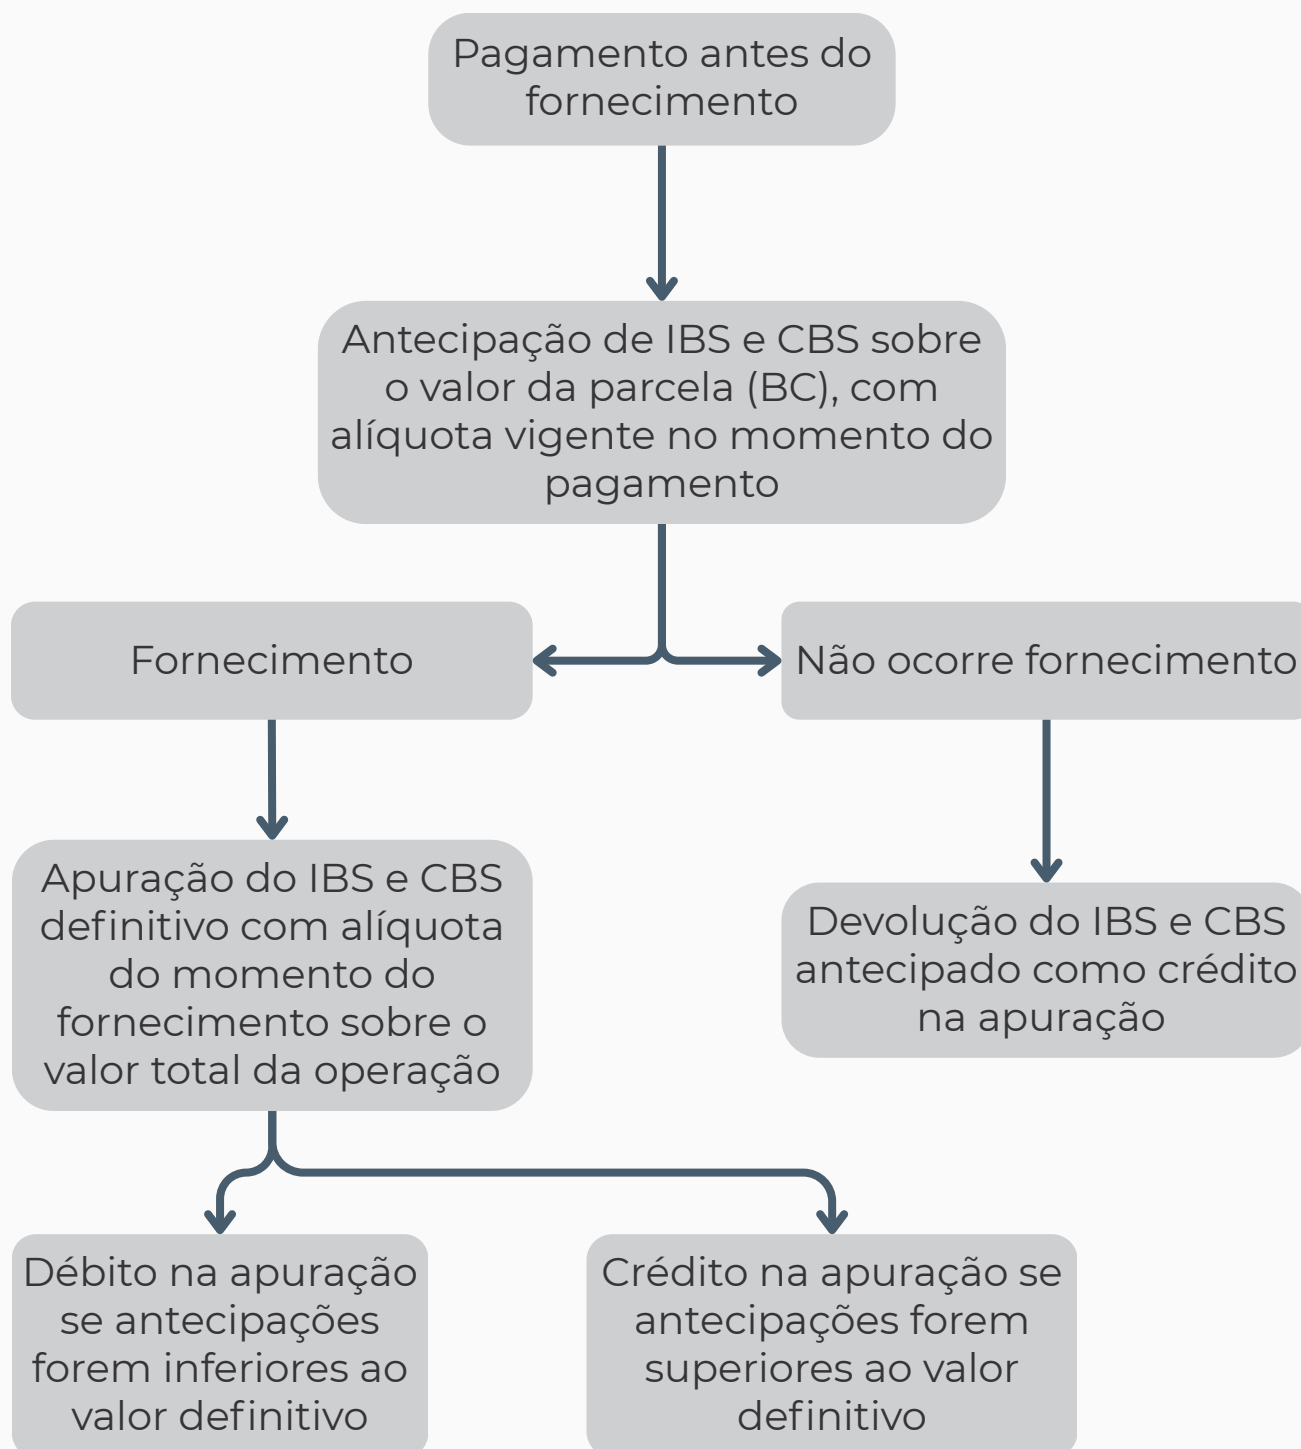 Pagamento antes do
fornecimento
Antecipação de IBS e CBS sobre
o valor da parcela (BC), com
alíquota vigente no momento do
pagamento
Fornecimento
Não ocorre fornecimento
Apuração do IBS e CBS
definitivo com alíquota
do momento do
fornecimento sobre o
valor total da operação
Devolução do IBS e CBS
antecipado como crédito
na apuração
Débito na apuração
se antecipações
forem inferiores ao
valor definitivo
Crédito na apuração se
antecipações forem
superiores ao valor
definitivo